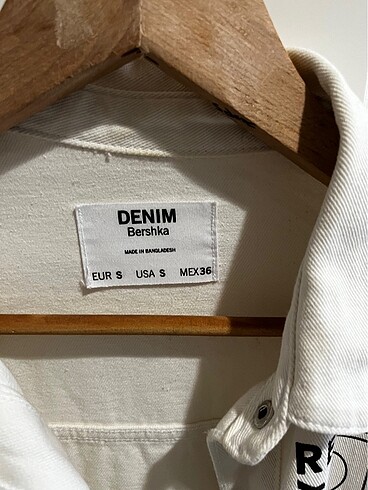 DENIM
Bershka
MADE IN BANGLADESH
EUR S USA S MEX 36
R